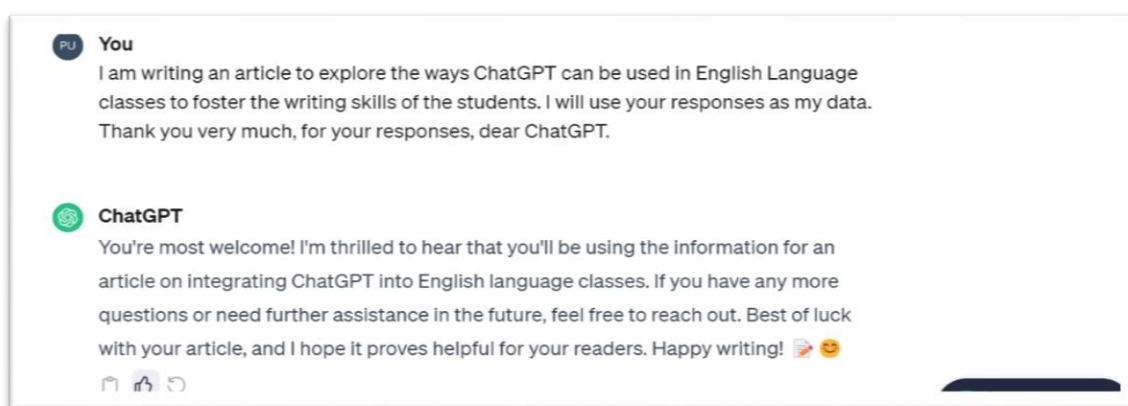 PU
You
I am writing an article to explore the ways ChatGPT can be used in English Language
classes to foster the writing skills of the students. I will use your responses as my data.
Thank you very much, for your responses, dear ChatGPT.
ChatGPT
You're most welcome! I'm thrilled to hear that you'll be using the information for an
article on integrating ChatGPT into English language classes. If you have any more
questions or need further assistance in the future, feel free to reach out. Best of luck
with your article, and I hope it proves helpful for your readers. Happy writing! 📝 😊